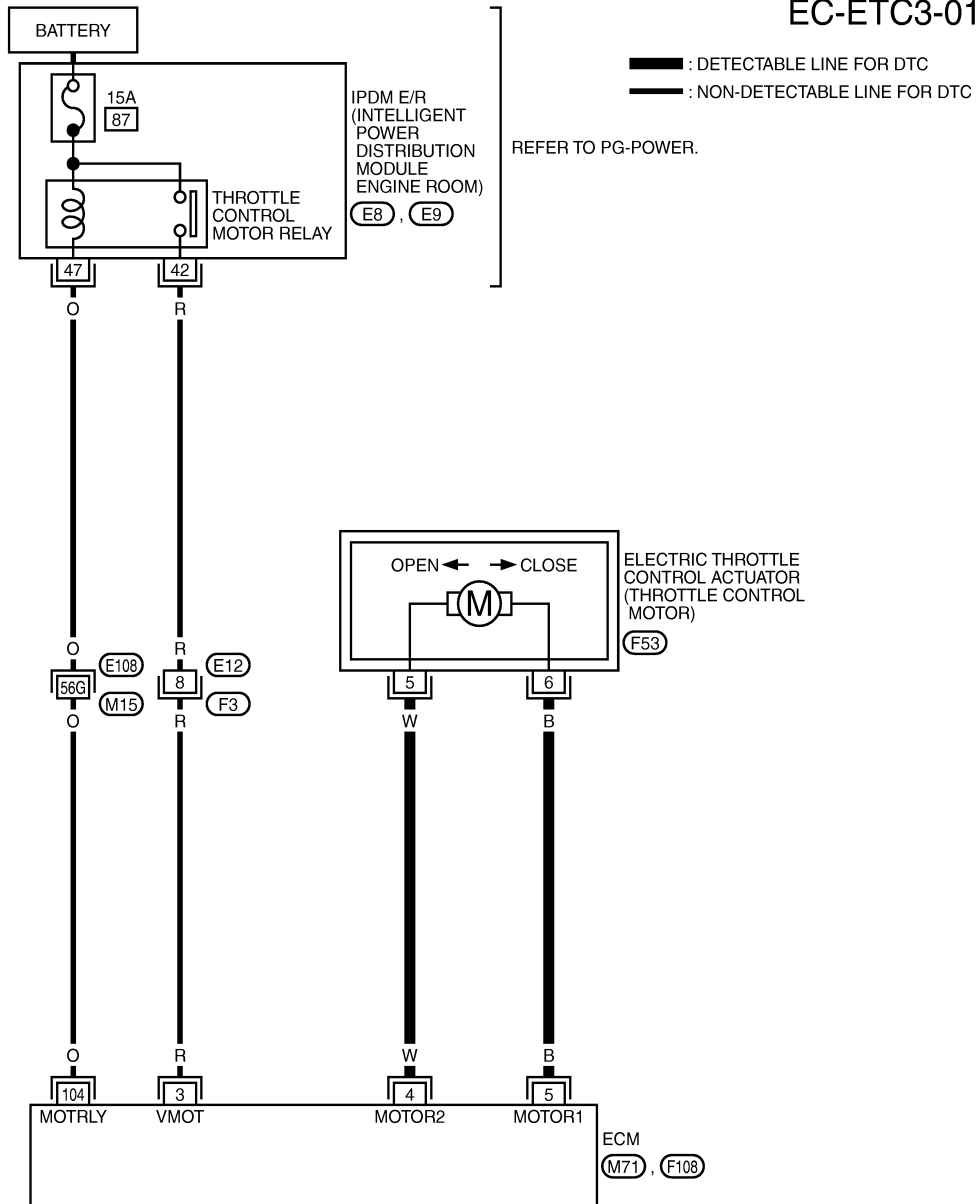 EC-ETC3-01
BATTERY
: DETECTABLE LINE FOR DTC
: NON-DETECTABLE LINE FOR DTC
15A
87
IPDM E/R
(INTELLIGENT
POWER
DISTRIBUTION
MODULE
ENGINE ROOM)
E8 , E9
REFER TO PG-POWER.
THROTTLE
CONTROL
MOTOR RELAY
47
42
O
R
OPEN
CLOSE
M
ELECTRIC THROTTLE
CONTROL ACTUATOR
(THROTTLE CONTROL
MOTOR)
F53
O
R
E108
E12
56G
8
5
6
M15
F3
O
R
W
B
O
R
W
B
104
3
4
5
MOTRLY
VMOT
MOTOR2
MOTOR1
ECM
M71 , F108